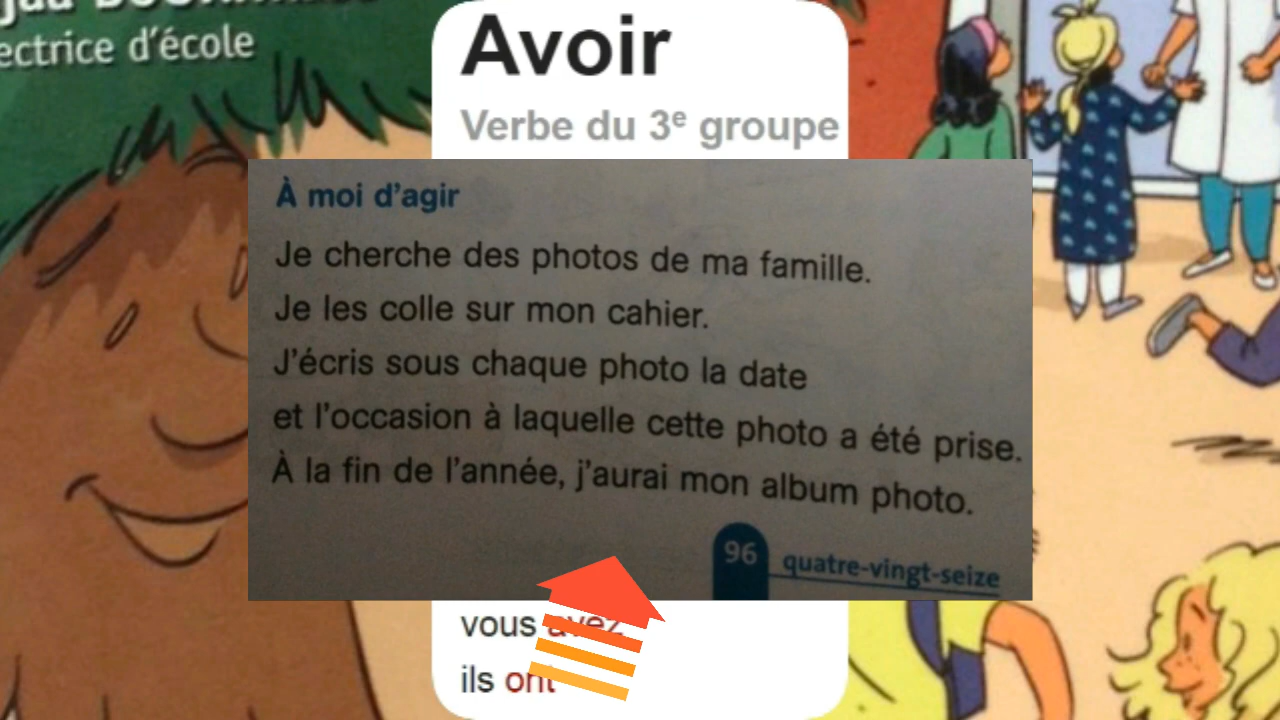 ectrice d'école
Avoir
Verbe du 3e groupe
À moi d'agir
Je cherche des photos de ma famille.
Je les colle sur mon cahier.
J'écris sous chaque photo la date
et l'occasion à laquelle cette photo a été prise.
À la fin de l'année, j'aurai mon album photo.
96 quatre-vingt-seize
vous avez
ils ont